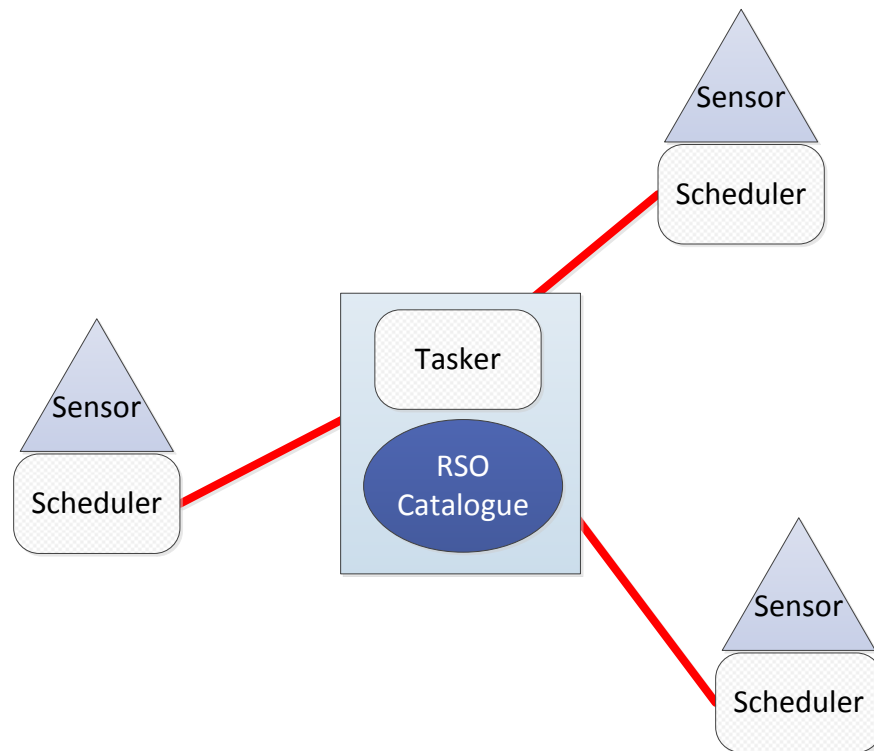 Sensor
Scheduler
Tasker
Sensor
Scheduler
RSO
Catalogue
Sensor
Scheduler